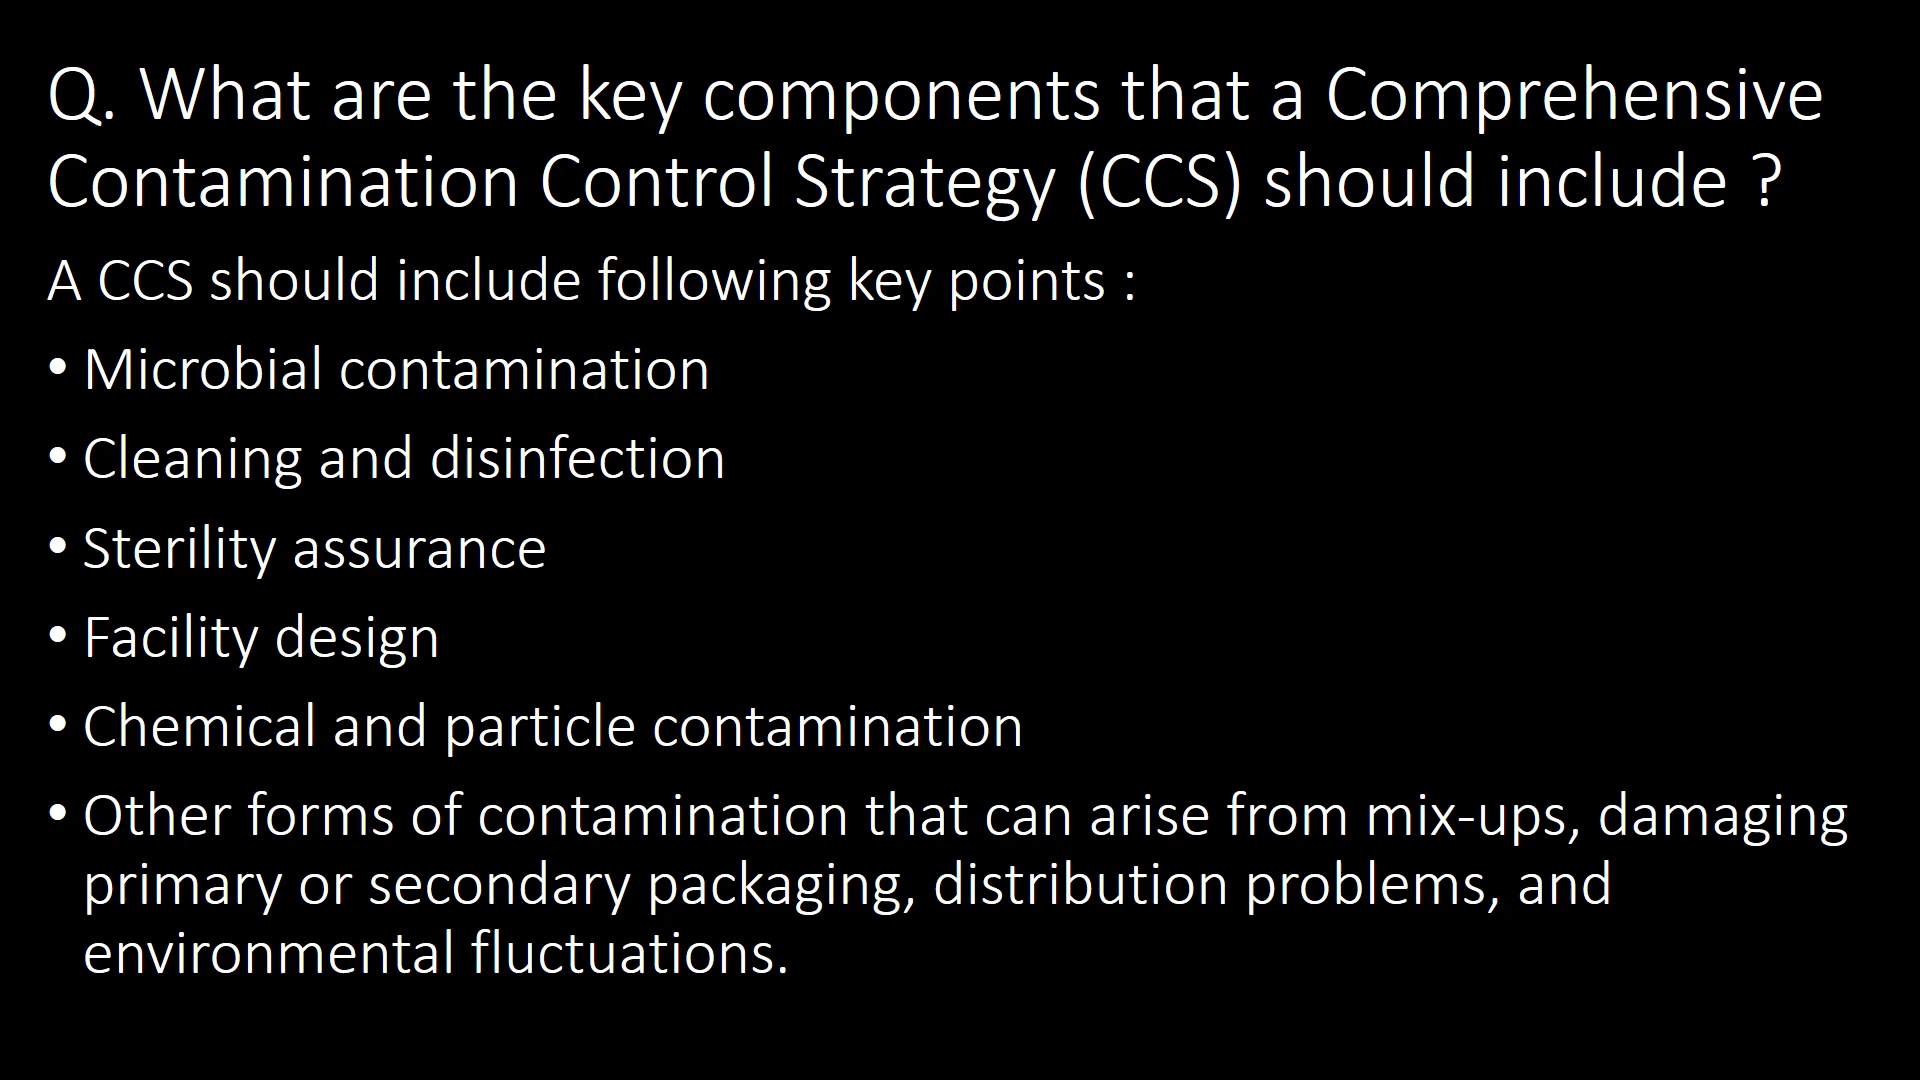 Q. What are the key components that a Comprehensive
Contamination Control Strategy (CCS) should include ?
A CCS should include following key points :
• Microbial contamination
• Cleaning and disinfection
• Sterility assurance
• Facility design
• Chemical and particle contamination
• Other forms of contamination that can arise from mix-ups, damaging
primary or secondary packaging, distribution problems, and
environmental fluctuations.